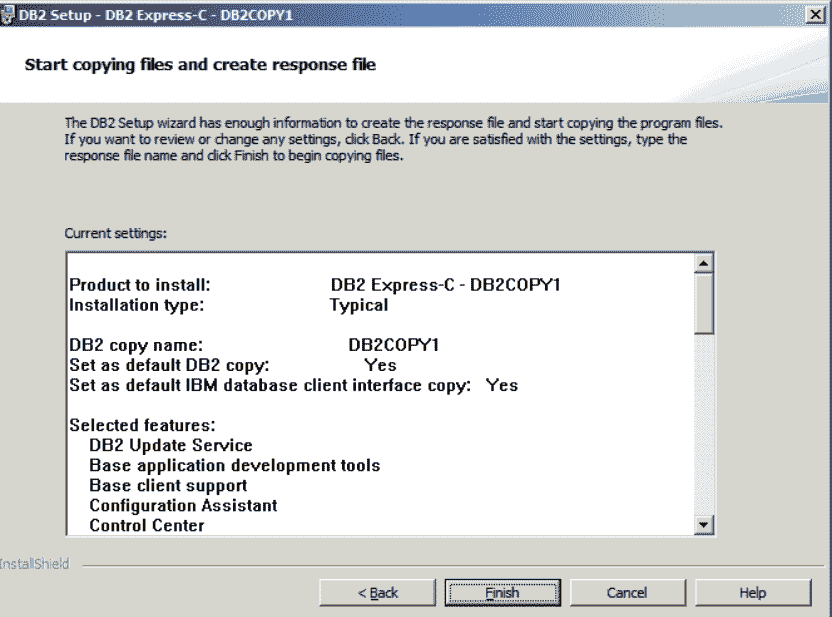 DB2 Setup - DB2 Express-C - DB2COPY1
Start copying files and create response file
The DB2 Setup wizard has enough information to create the response file and start copying the program files.
If you want to review or change any settings, click Back. If you are satisfied with the settings, type the
response file name and click Finish to begin copying files.
Current settings:
Product to install: DB2 Express-C - DB2COPY1
Installation type: Typical
DB2 copy name: DB2COPY1
Set as default DB2 copy: Yes
Set as default IBM database client interface copy: Yes
Selected features:
DB2 Update Service
Base application development tools
Base client support
Configuration Assistant
Control Center
InstallShield
< Back Finish Cancel Help